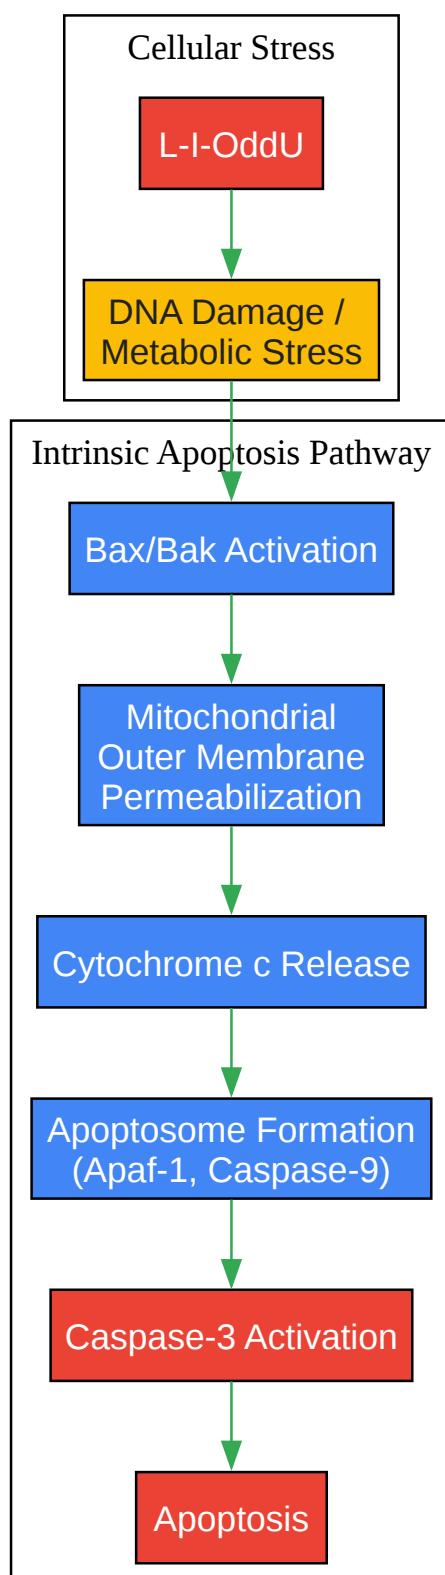 Cellular Stress
L-I-OddU
DNA Damage /
Metabolic Stress
Intrinsic Apoptosis Pathway
Bax/Bak Activation
Mitochondrial
Outer Membrane
Permeabilization
Cytochrome c Release
Apoptosome Formation
(Apaf-1, Caspase-9)
Caspase-3 Activation
Apoptosis